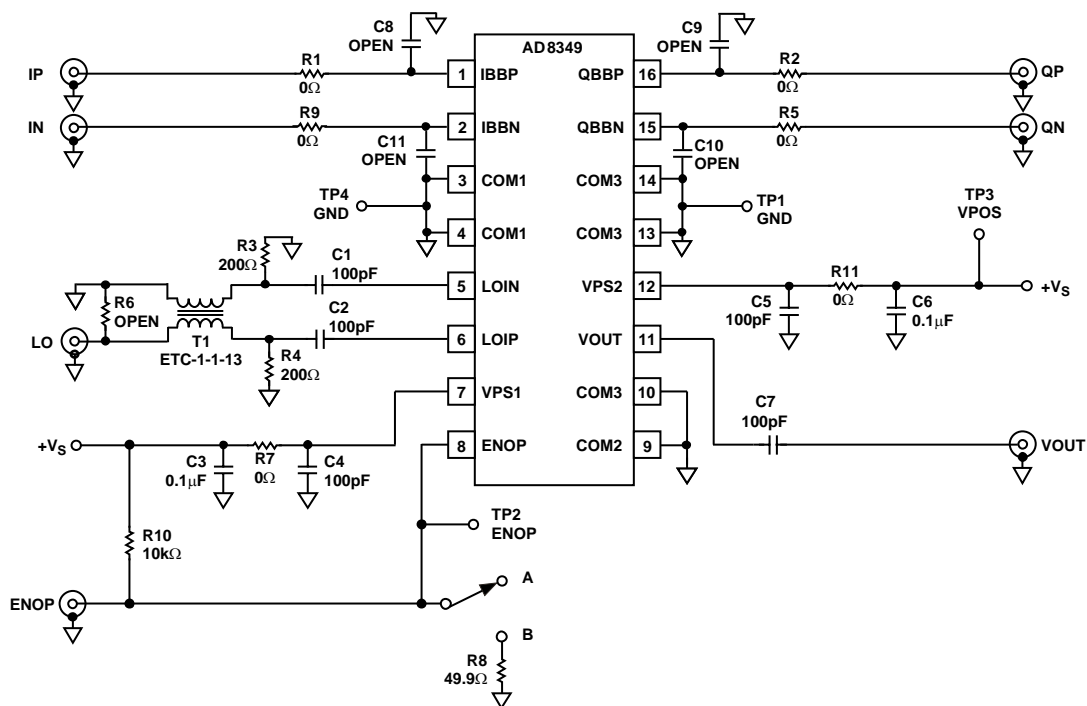 C8
OPEN
C9
OPEN
AD8349
IP
R1
0Ω
1
IBBP
QBBP
16
R2
0Ω
QP
IN
R9
0Ω
2
IBBN
QBBN
15
R5
0Ω
QN
C11
OPEN
C10
OPEN
3
COM1
COM3
14
TP4
GND
TP1
GND
TP3
VPOS
4
COM1
COM3
13
R3
200Ω
C1
100pF
5
LOIN
VPS2
12
R11
0Ω
+VS
R6
OPEN
C5
100pF
C6
0.1μF
C2
100pF
LO
T1
ETC-1-1-13
6
LOIP
VOUT
11
R4
200Ω
7
VPS1
COM3
10
C7
100pF
+VS
8
ENOP
COM2
9
VOUT
C3
0.1μF
R7
0Ω
C4
100pF
TP2
ENOP
R10
10kΩ
A
ENOP
B
R8
49.9Ω